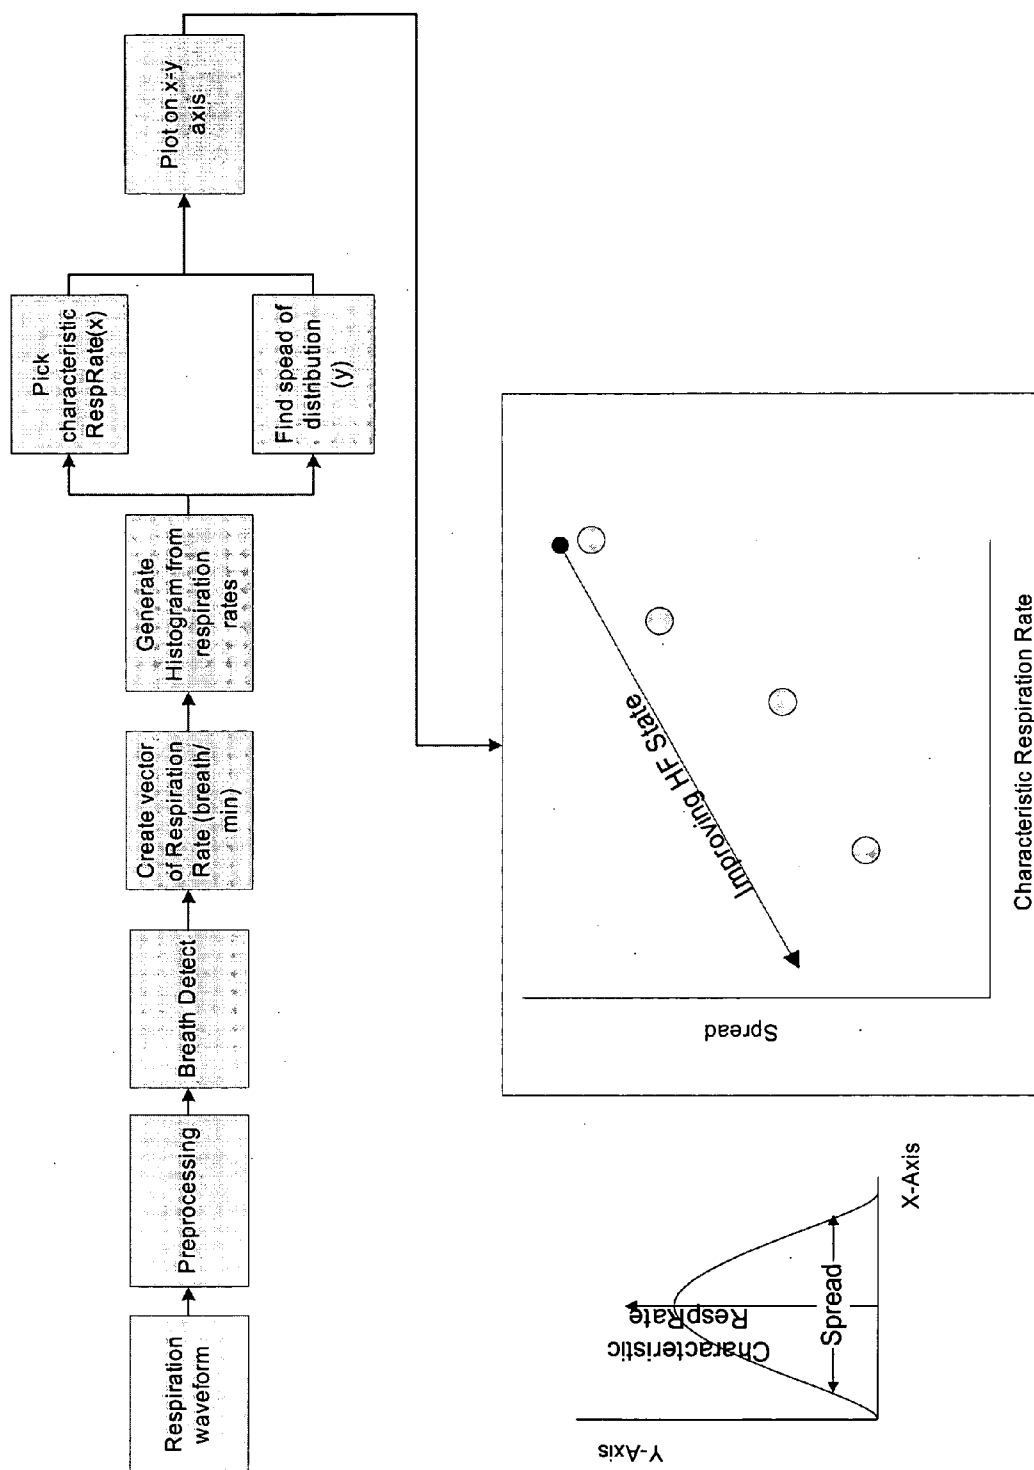 Respiration
waveform
Preprocessing
Breath Detect
Create vector
of Respiration
Rate (breath/
min)
Generate
Histogram from
respiration
rates
Pick
characteristic
RespRate(x)
Find spead of
distribution
(y)
Plot on x=y
axis
Y-Axis
Characteristic
RespRate
Spread
X-Axis
Spread
Improving HF State
Characteristic Respiration Rate